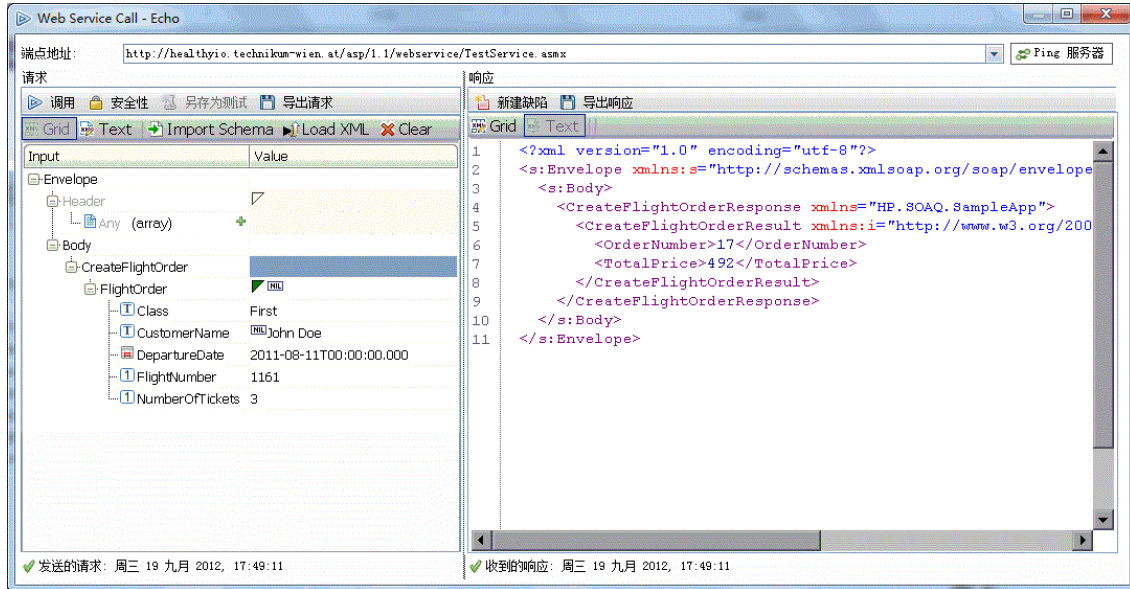 Web Service Call - Echo
端点地址: http://healthyio.technikum-wien.at/asp/1.1/webservice/TestService.asmx Ping 服务器
请求
调用 安全性 另存为测试 导出请求
Grid Text Import Schema Load XML Clear
Input Value
Envelope
Header
Any (array)
Body
CreateFlightOrder
FlightOrder NIL
Class First
CustomerName NIL John Doe
DepartureDate 2011-08-11T00:00:00.000
FlightNumber 1161
NumberOfTickets 3
发送的请求: 周三 19 九月 2012, 17:49:11
响应
新建缺陷 导出响应
Grid Text
1 <?xml version="1.0" encoding="utf-8"?>
2 <s:Envelope xmlns:s="http://schemas.xmlsoap.org/soap/envelope
3 <s:Body>
4 <CreateFlightOrderResponse xmlns="HP.SOAQ.SampleApp">
5 <CreateFlightOrderResult xmlns:i="http://www.w3.org/200
6 <OrderNumber>17</OrderNumber>
7 <TotalPrice>492</TotalPrice>
8 </CreateFlightOrderResult>
9 </CreateFlightOrderResponse>
10 </s:Body>
11 </s:Envelope>
收到的响应: 周三 19 九月 2012, 17:49:11